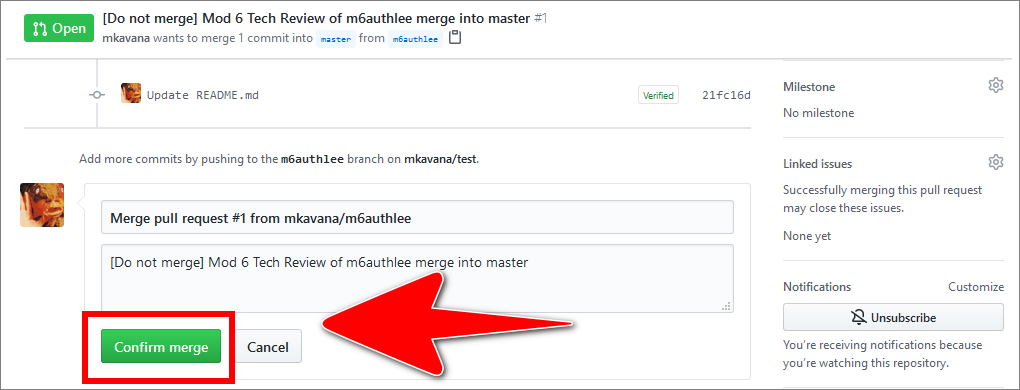 Open
[Do not merge] Mod 6 Tech Review of m6authlee merge into master #1
mkavana wants to merge 1 commit into master from m6authlee
Update README.md
Verified
21fc16d
Add more commits by pushing to the m6authlee branch on mkavana/test.
Merge pull request #1 from mkavana/m6authlee
[Do not merge] Mod 6 Tech Review of m6authlee merge into master
Confirm merge
Cancel
Milestone
No milestone
Linked issues
Successfully merging this pull request
may close these issues.
None yet
Notifications
Customize
Unsubscribe
You're receiving notifications because
you're watching this repository.